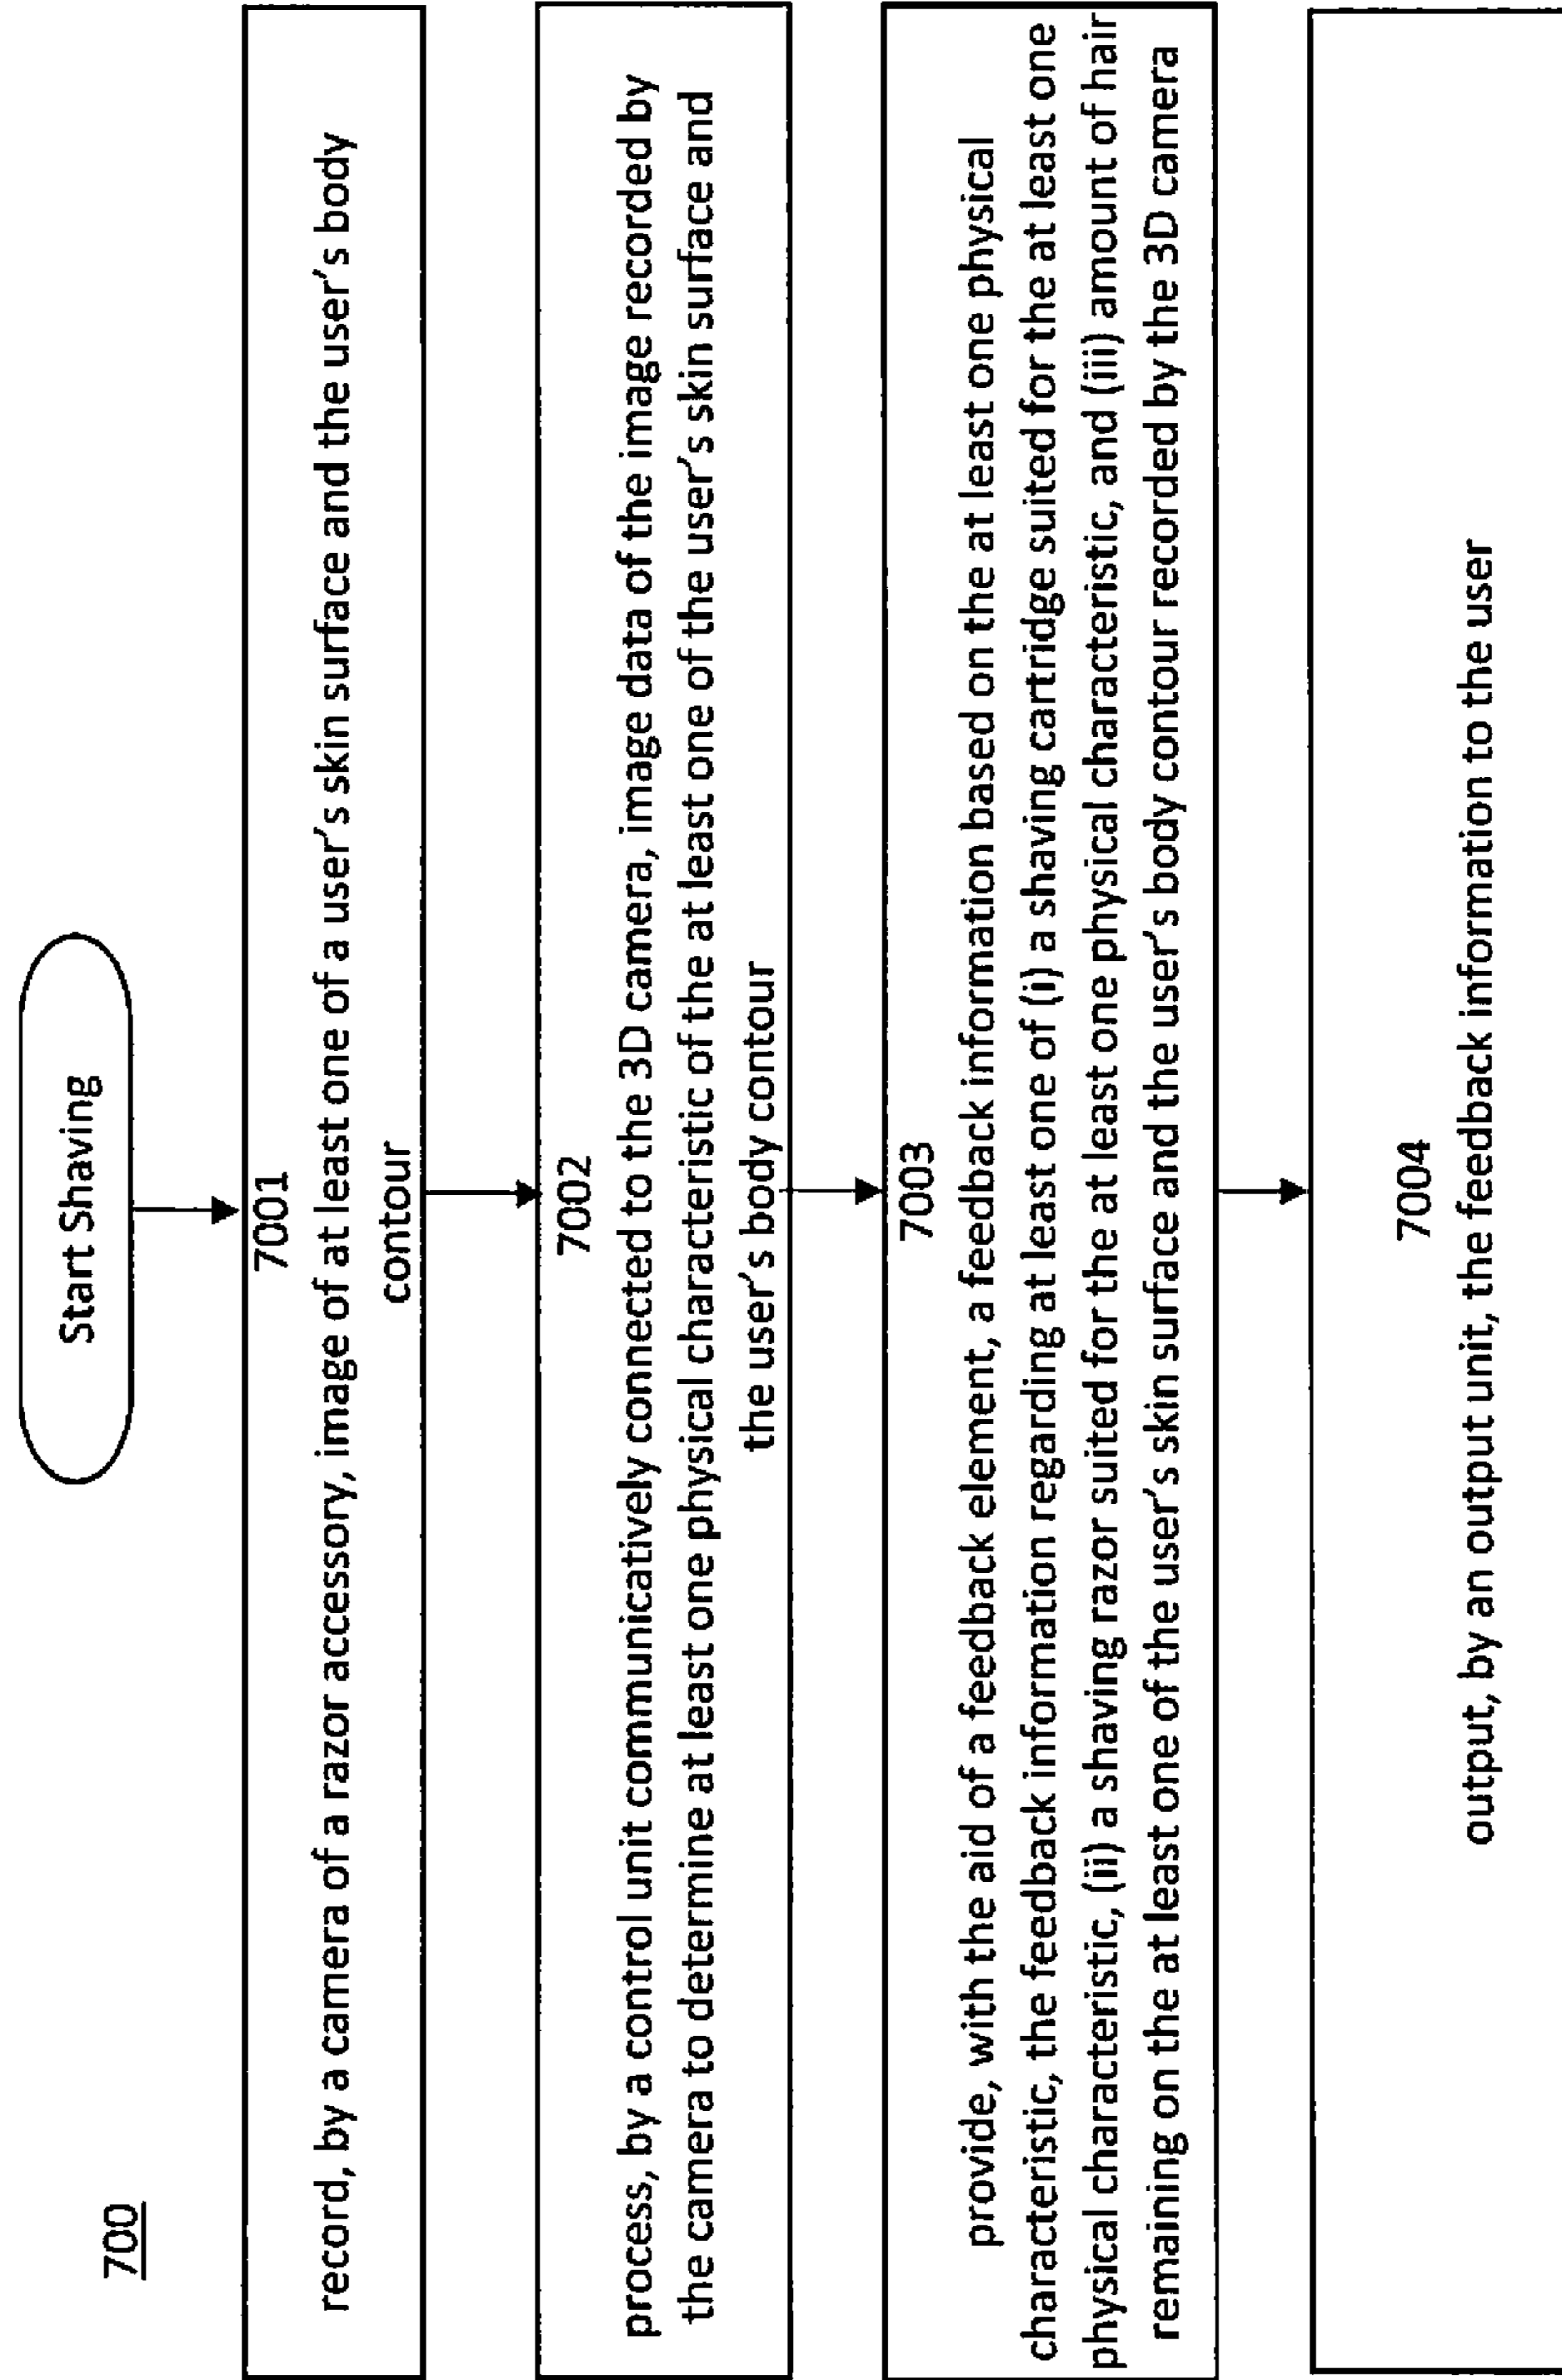 700
Start Shaving
7001
record, by a camera of a razor accessory, image of at least one of a user's skin surface and the user's body
contour
7002
process, by a control unit communicatively connected to the 3D camera, image data of the image recorded by
the camera to determine at least one physical characteristic of the at least one of the user's skin surface and
the user's body contour
7003
provide, with the aid of a feedback element, a feedback information based on the at least one physical
characteristic, the feedback information regarding at least one of (i) a shaving cartridge suited for the at least one
physical characteristic, (ii) a shaving razor suited for the at least one physical characteristic, and (iii) amount of hair
remaining on the at least one of the user's skin surface and the user's body contour recorded by the 3D camera
7004
output, by an output unit, the feedback information to the user